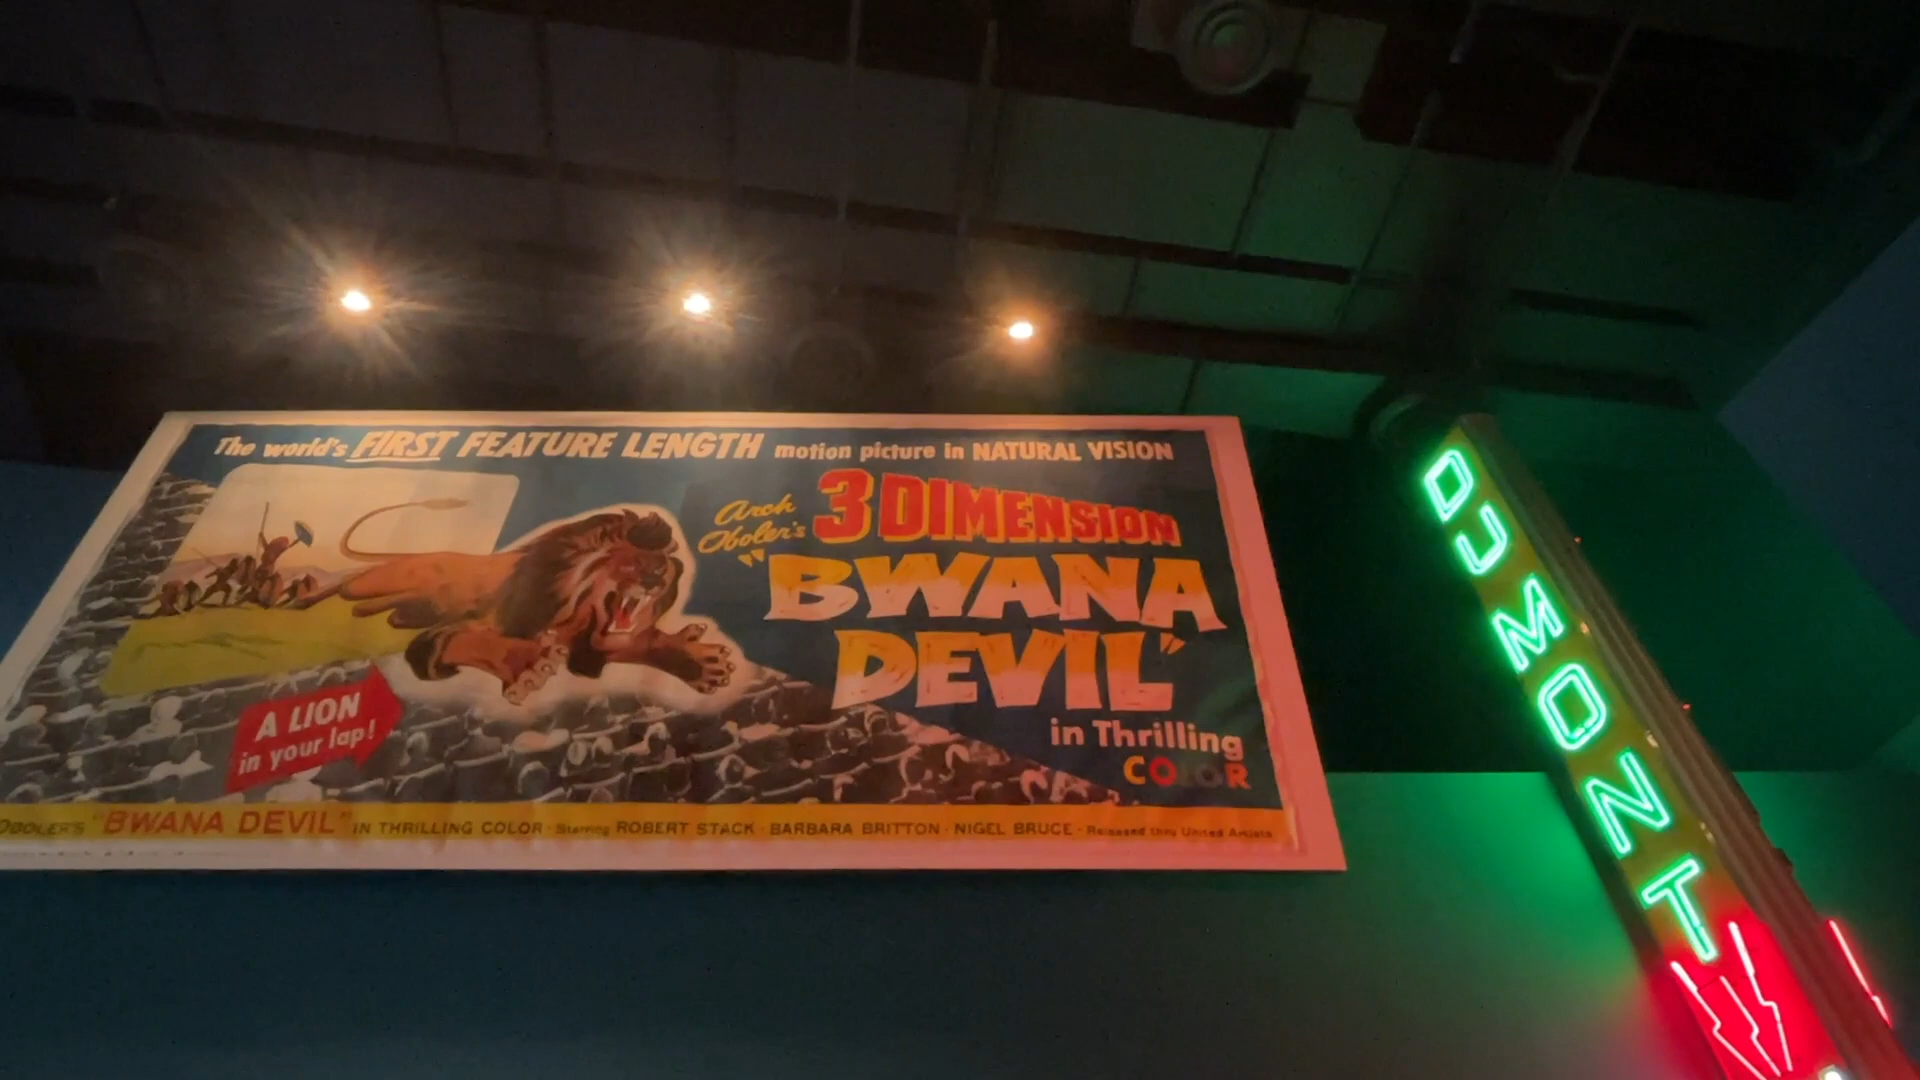 The world's FIRST FEATURE LENGTH motion picture in NATURAL VISION
Arch
Oboler's
3 DIMENSION
"BWANA
DEVIL"
in Thrilling
COLOR
A LION
in your lap!
OBOLER'S "BWANA DEVIL" IN THRILLING COLOR · Starring ROBERT STACK · BARBARA BRITTON · NIGEL BRUCE · Released thru United Artists
DUMONT